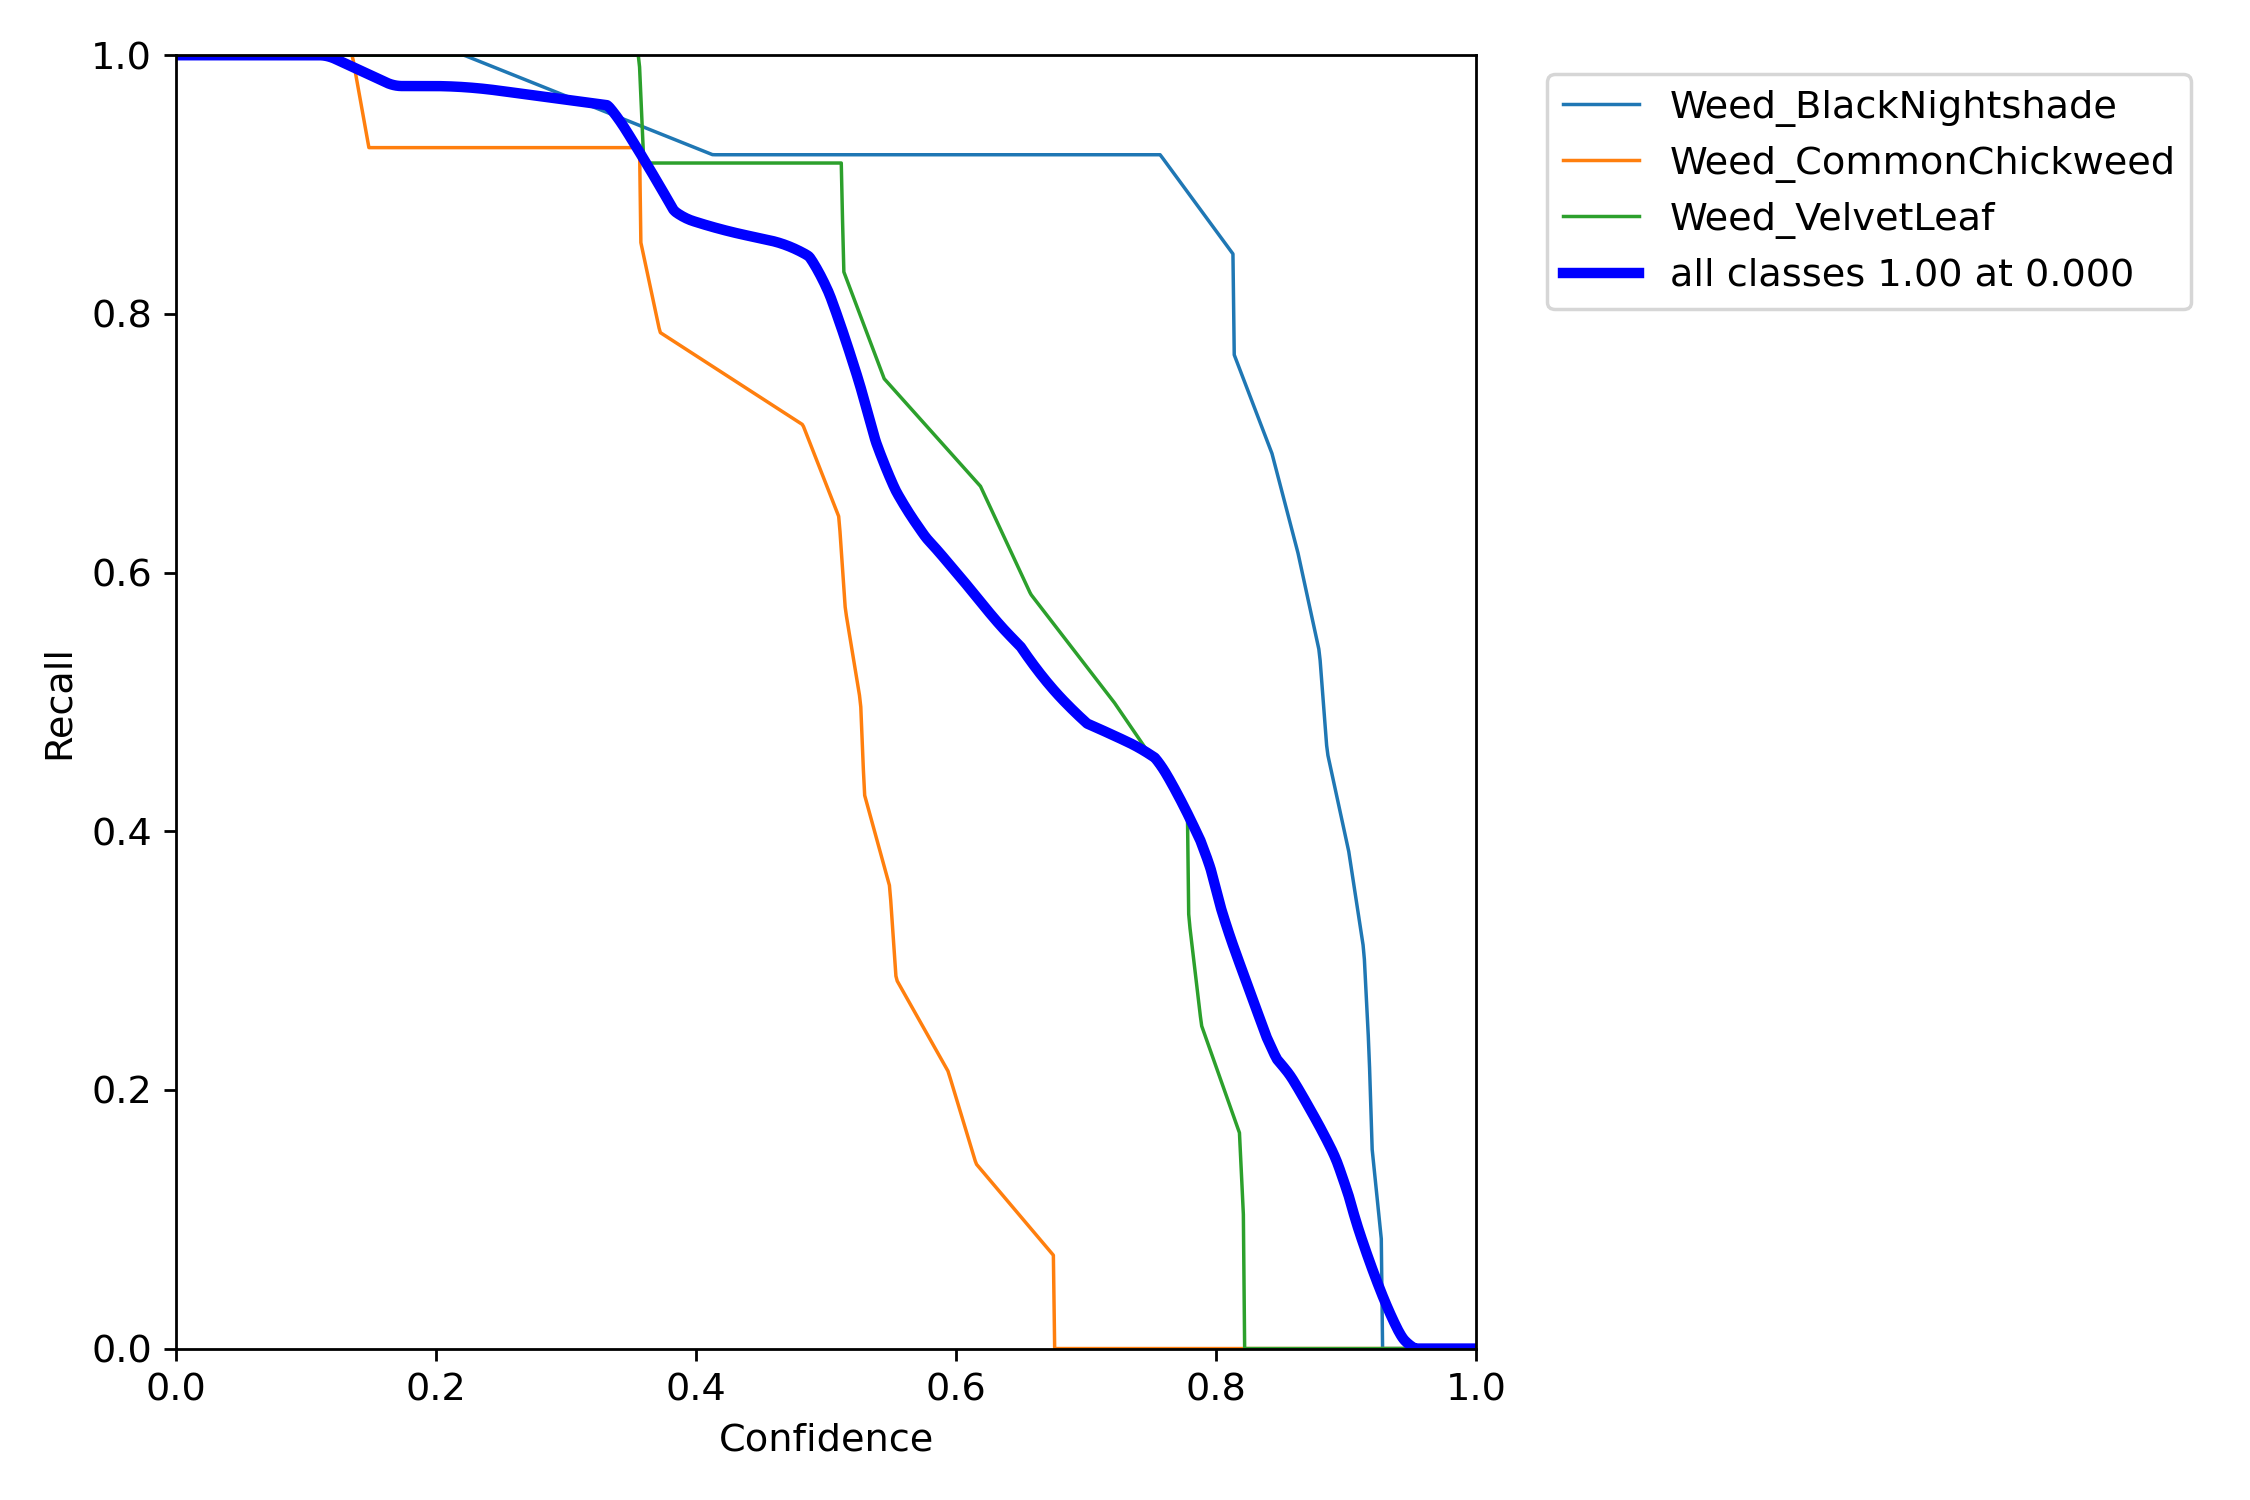 1.0
0.8
0.6
0.4
0.2
0.0
Recall
0.0 0.2 0.4 0.6 0.8 1.0
Confidence
Weed_BlackNightshade
Weed_CommonChickweed
Weed_VelvetLeaf
all classes 1.00 at 0.000